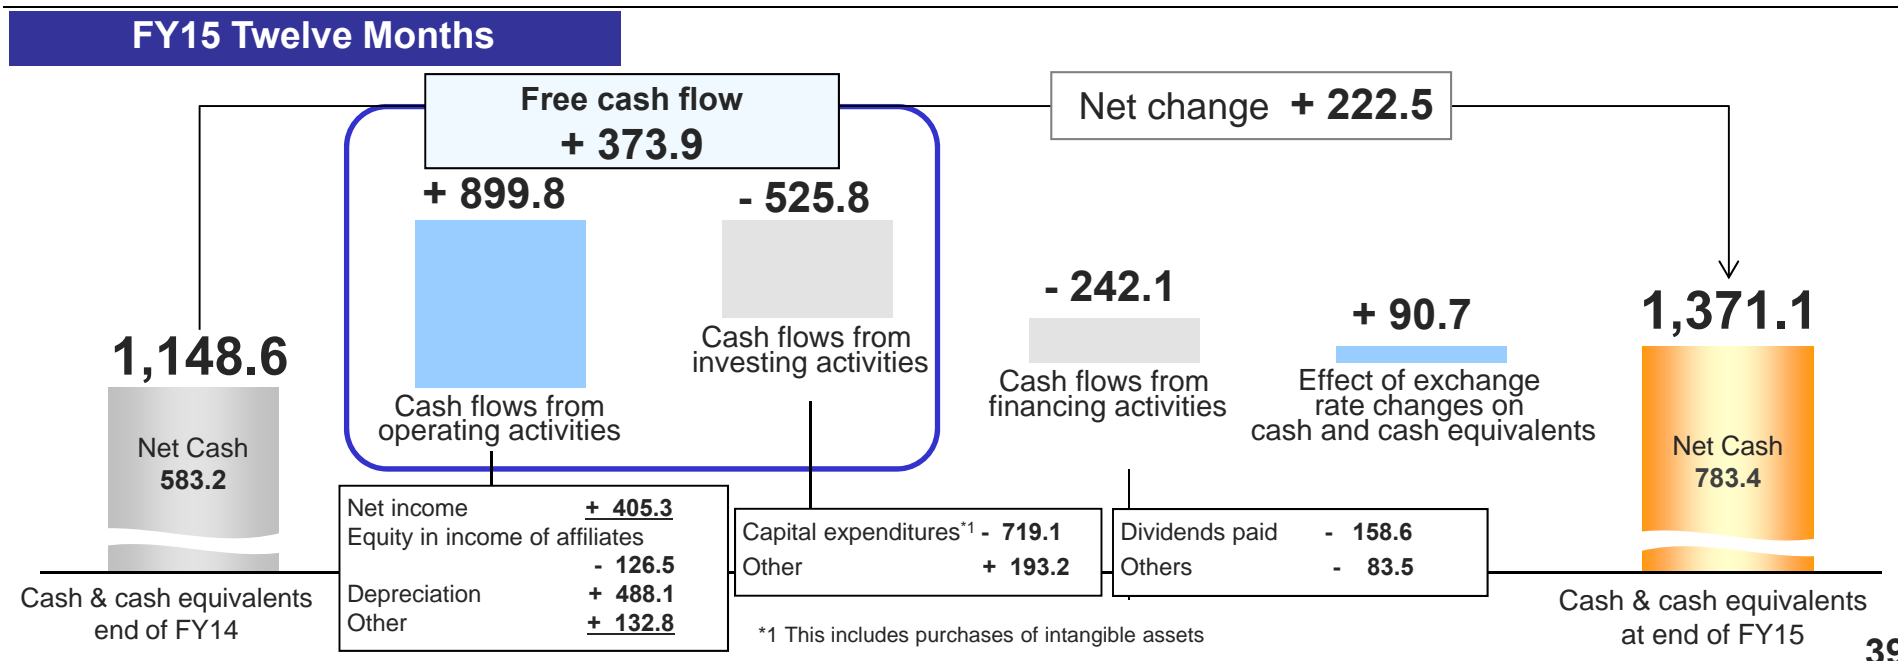 FY15 Twelve Months
Free cash flow
+ 373.9
Net change + 222.5
+ 899.8
Cash flows from
operating activities
- 525.8
Cash flows from
investing activities
- 242.1
Cash flows from
financing activities
+ 90.7
Effect of exchange
rate changes on
cash and cash equivalents
1,148.6
Net Cash
583.2
Cash & cash equivalents
end of FY14
1,371.1
Net Cash
783.4
Cash & cash equivalents
at end of FY15
Net income + 405.3
Equity in income of affiliates
- 126.5
Depreciation + 488.1
Other + 132.8
Capital expenditures*1 - 719.1
Other + 193.2
Dividends paid - 158.6
Others - 83.5
*1 This includes purchases of intangible assets
39